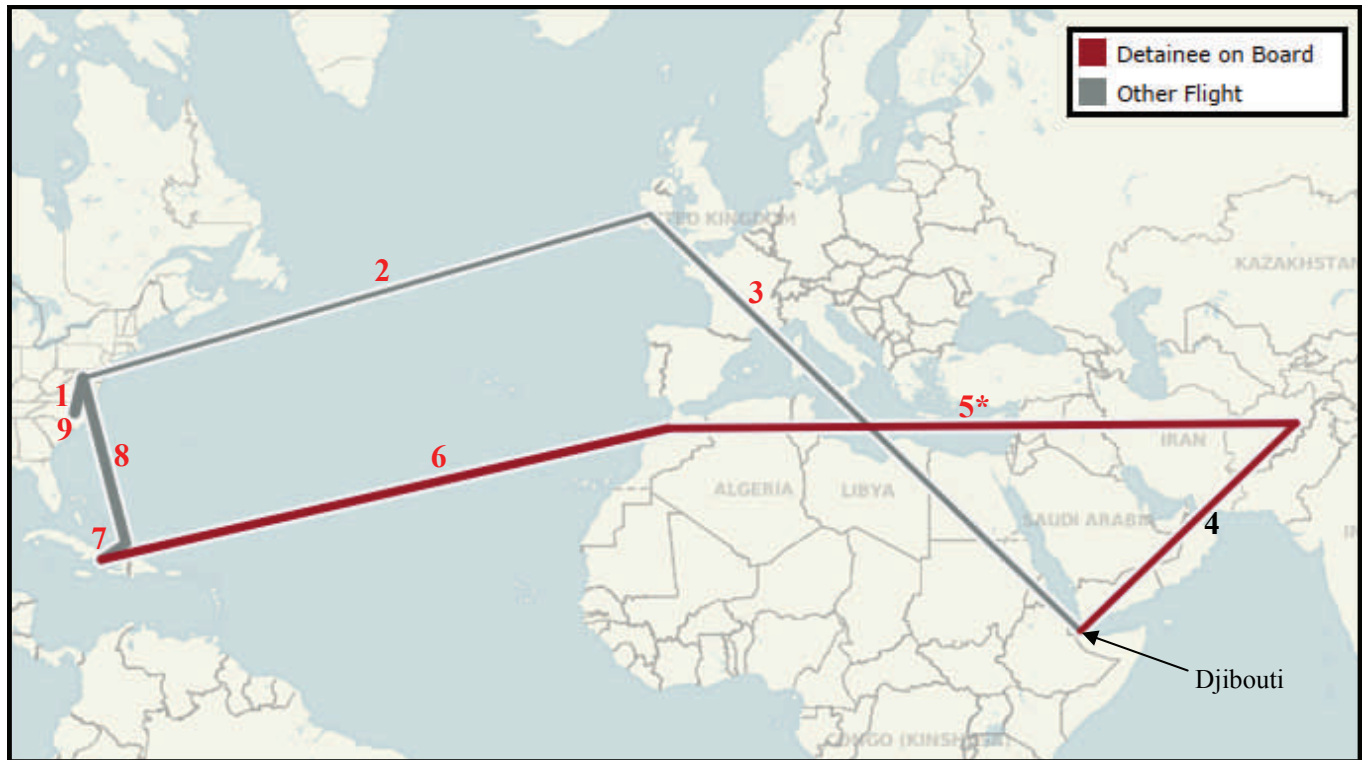 Detainee on Board
Other Flight
UNITED KINGDOM
2
KAZAKHSTAN
3
1
5*
9
IRAN
8
6
ALGERIA
LIBYA
SAUDI ARABIA
4
7
Djibouti
CONGO (KINSHASA)